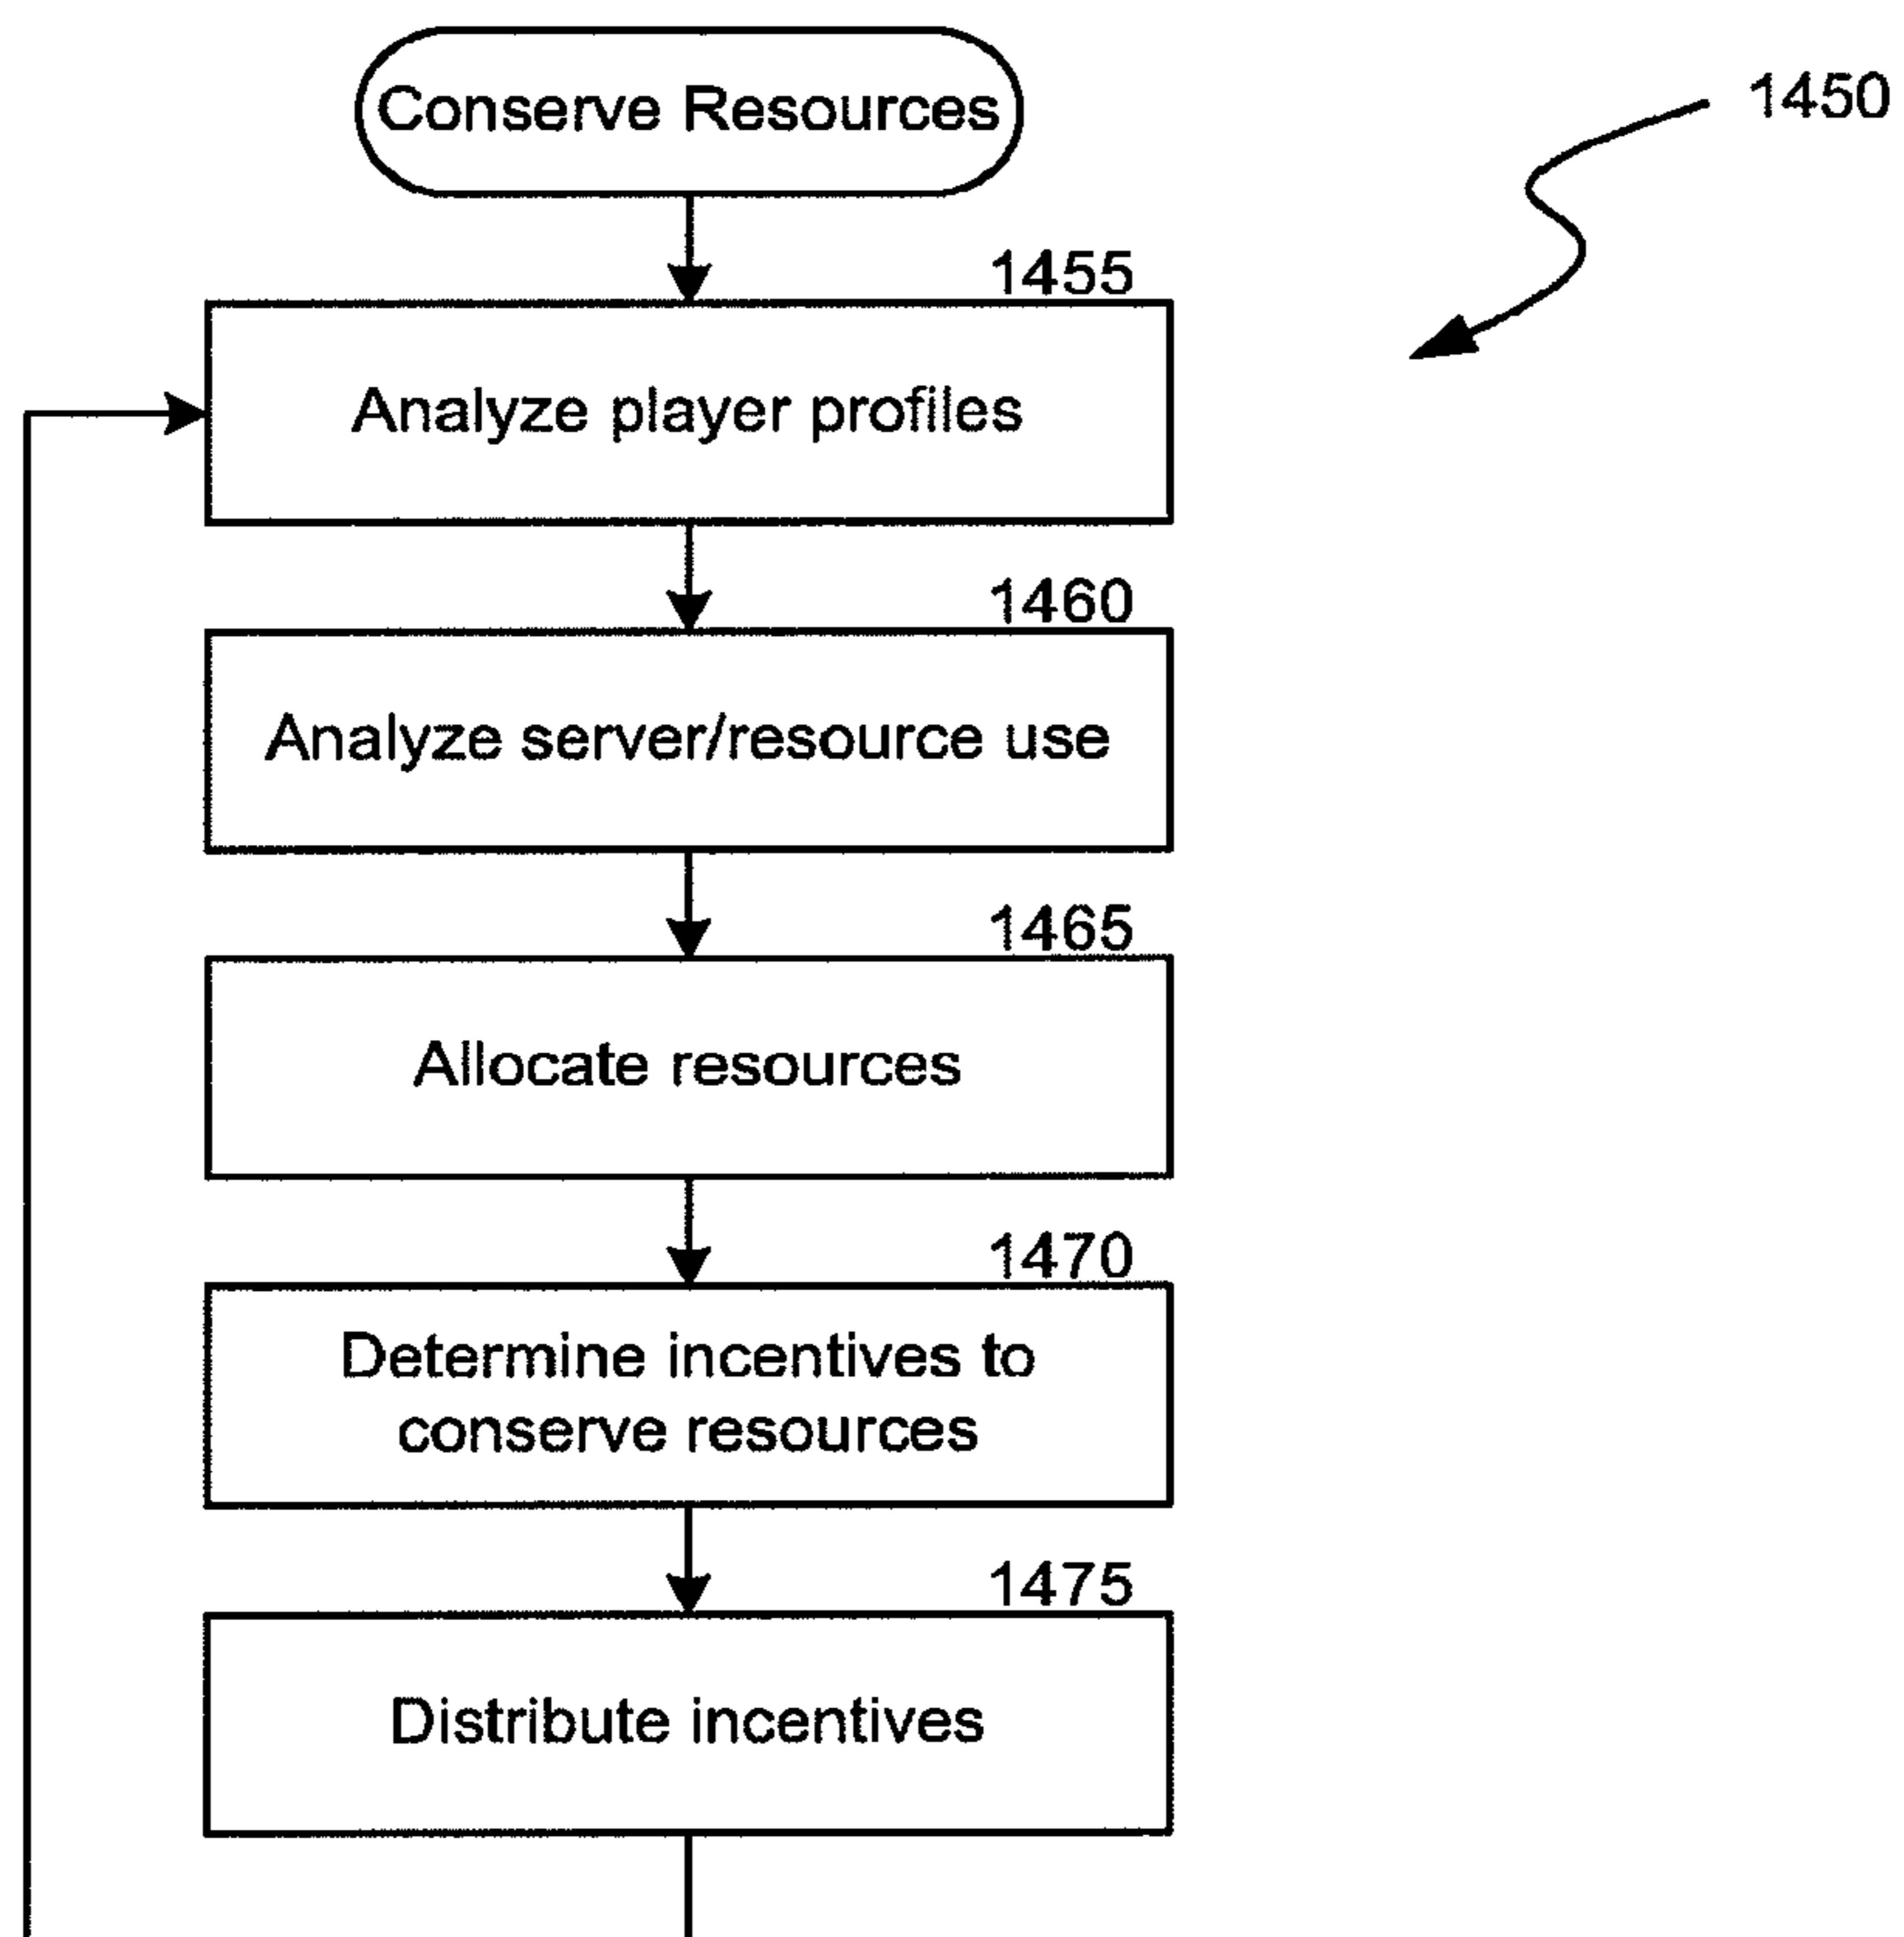 Conserve Resources
1450
1455
Analyze player profiles
1460
Analyze server/resource use
1465
Allocate resources
1470
Determine incentives to
conserve resources
1475
Distribute incentives